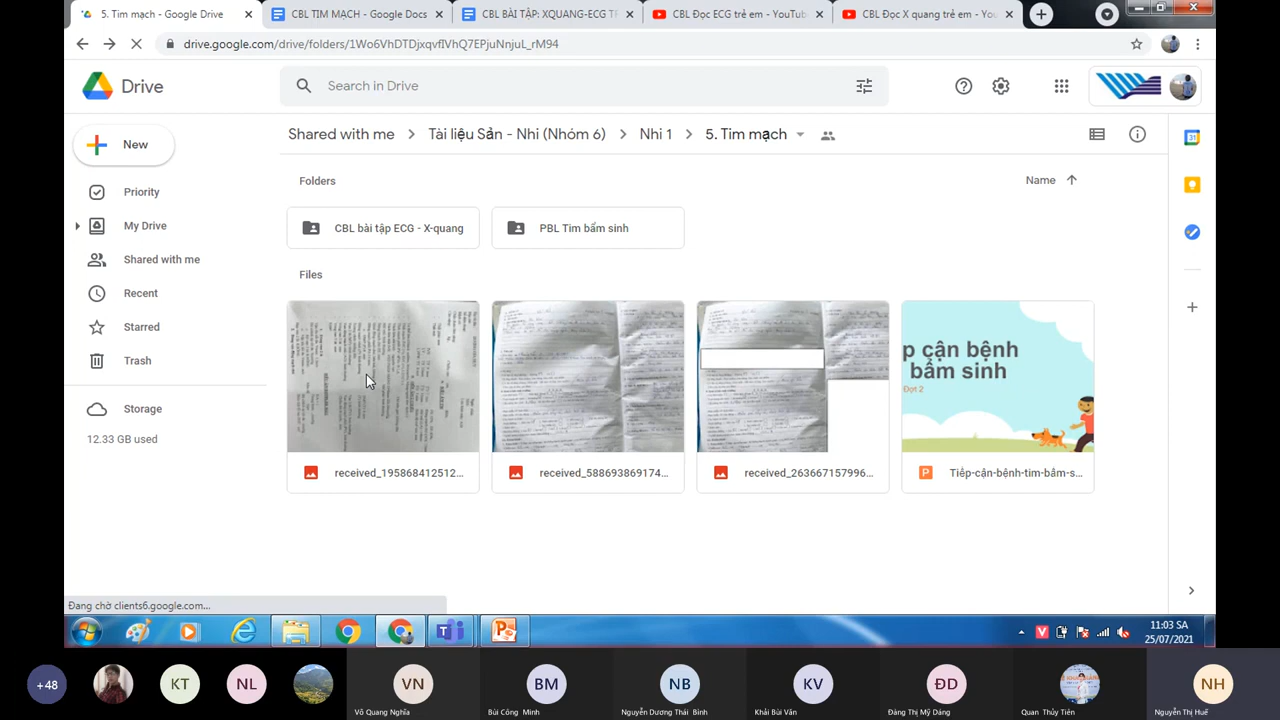 5. Tim mạch - Google Drive
CBL TIM MẠCH - Google Docs
CBL BÀI TẬP: XQUANG-ECG TR
CBL Đọc ECG trẻ em - YouTub
CBL Đọc X quang trẻ em - You
drive.google.com/drive/folders/1Wo6VhDTDjxqvfIVhQ7EPjuNnjuL_rM94
Drive
Search in Drive
New
Shared with me
Tài liệu Sản - Nhi (Nhóm 6)
Nhi 1
5. Tim mạch
Priority
My Drive
Shared with me
Recent
Starred
Trash
Storage
12.33 GB used
Folders
Name
CBL bài tập ECG - X-quang
PBL Tim bẩm sinh
Files
p cận bệnh
bẩm sinh
Đợt 2
received_195868412512...
received_588693869174...
received_263667157996...
Tiếp-cận-bệnh-tim-bẩm-s...
31
Đang chờ clients6.google.com...
11:03 SA
25/07/2021
+48
KT
NL
VN
BM
NB
KV
ĐD
NH
Võ Quang Nghĩa
Bùi Công Minh
Nguyễn Dương Thái Bình
Khải Bùi Văn
Đặng Thị Mỹ Dáng
Quan Thủy Tiên
Nguyễn Thị Huế